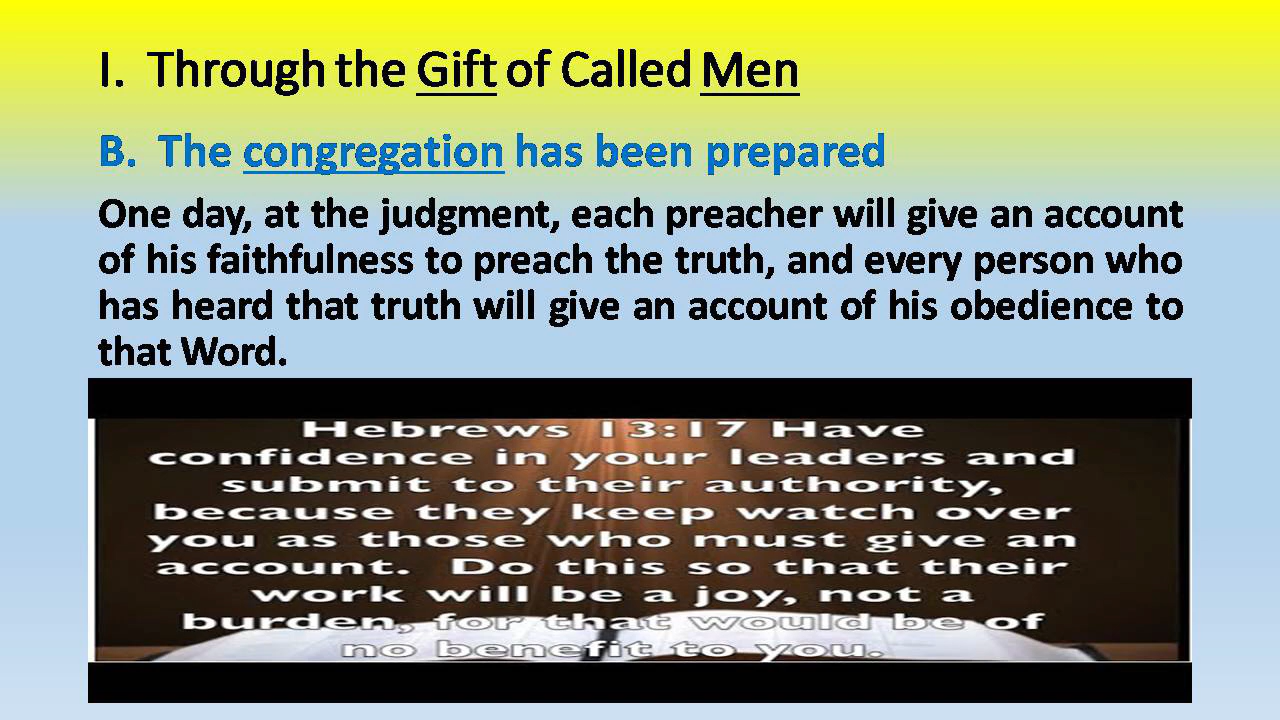 I. Through the Gift of Called Men
B. The congregation has been prepared
One day, at the judgment, each preacher will give an account
of his faithfulness to preach the truth, and every person who
has heard that truth will give an account of his obedience to
that Word.
Hebrews 13:17 Have
confidence in your leaders and
submit to their authority,
because they keep watch over
you as those who must give an
account. Do this so that their
work will be a joy, not a
burden, for that would be of
no benefit to you.